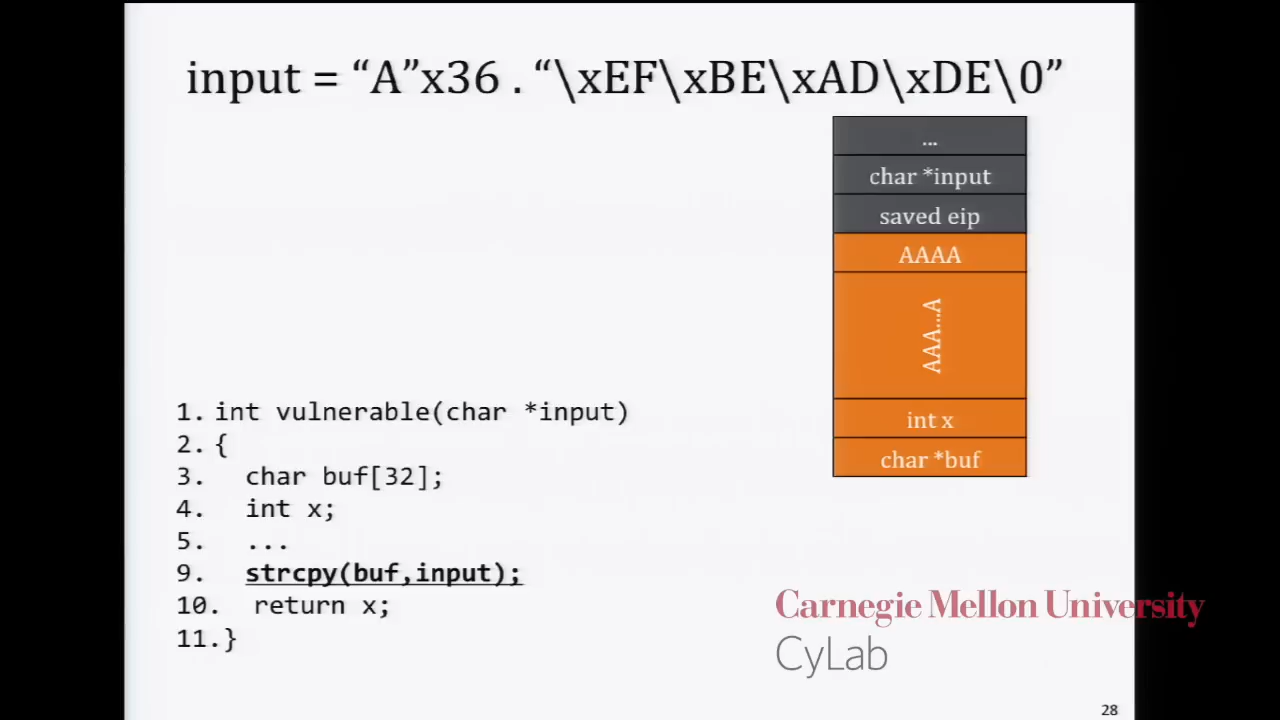 input = “A”x36 . “\xEF\xBE\xAD\xDE\0”
...
char *input
saved eip
AAAA
AAA...A
int x
char *buf
1. int vulnerable(char *input)
2. {
3. char buf[32];
4. int x;
5. ...
9. strcpy(buf,input);
10. return x;
11.}
Carnegie Mellon University
CyLab
28